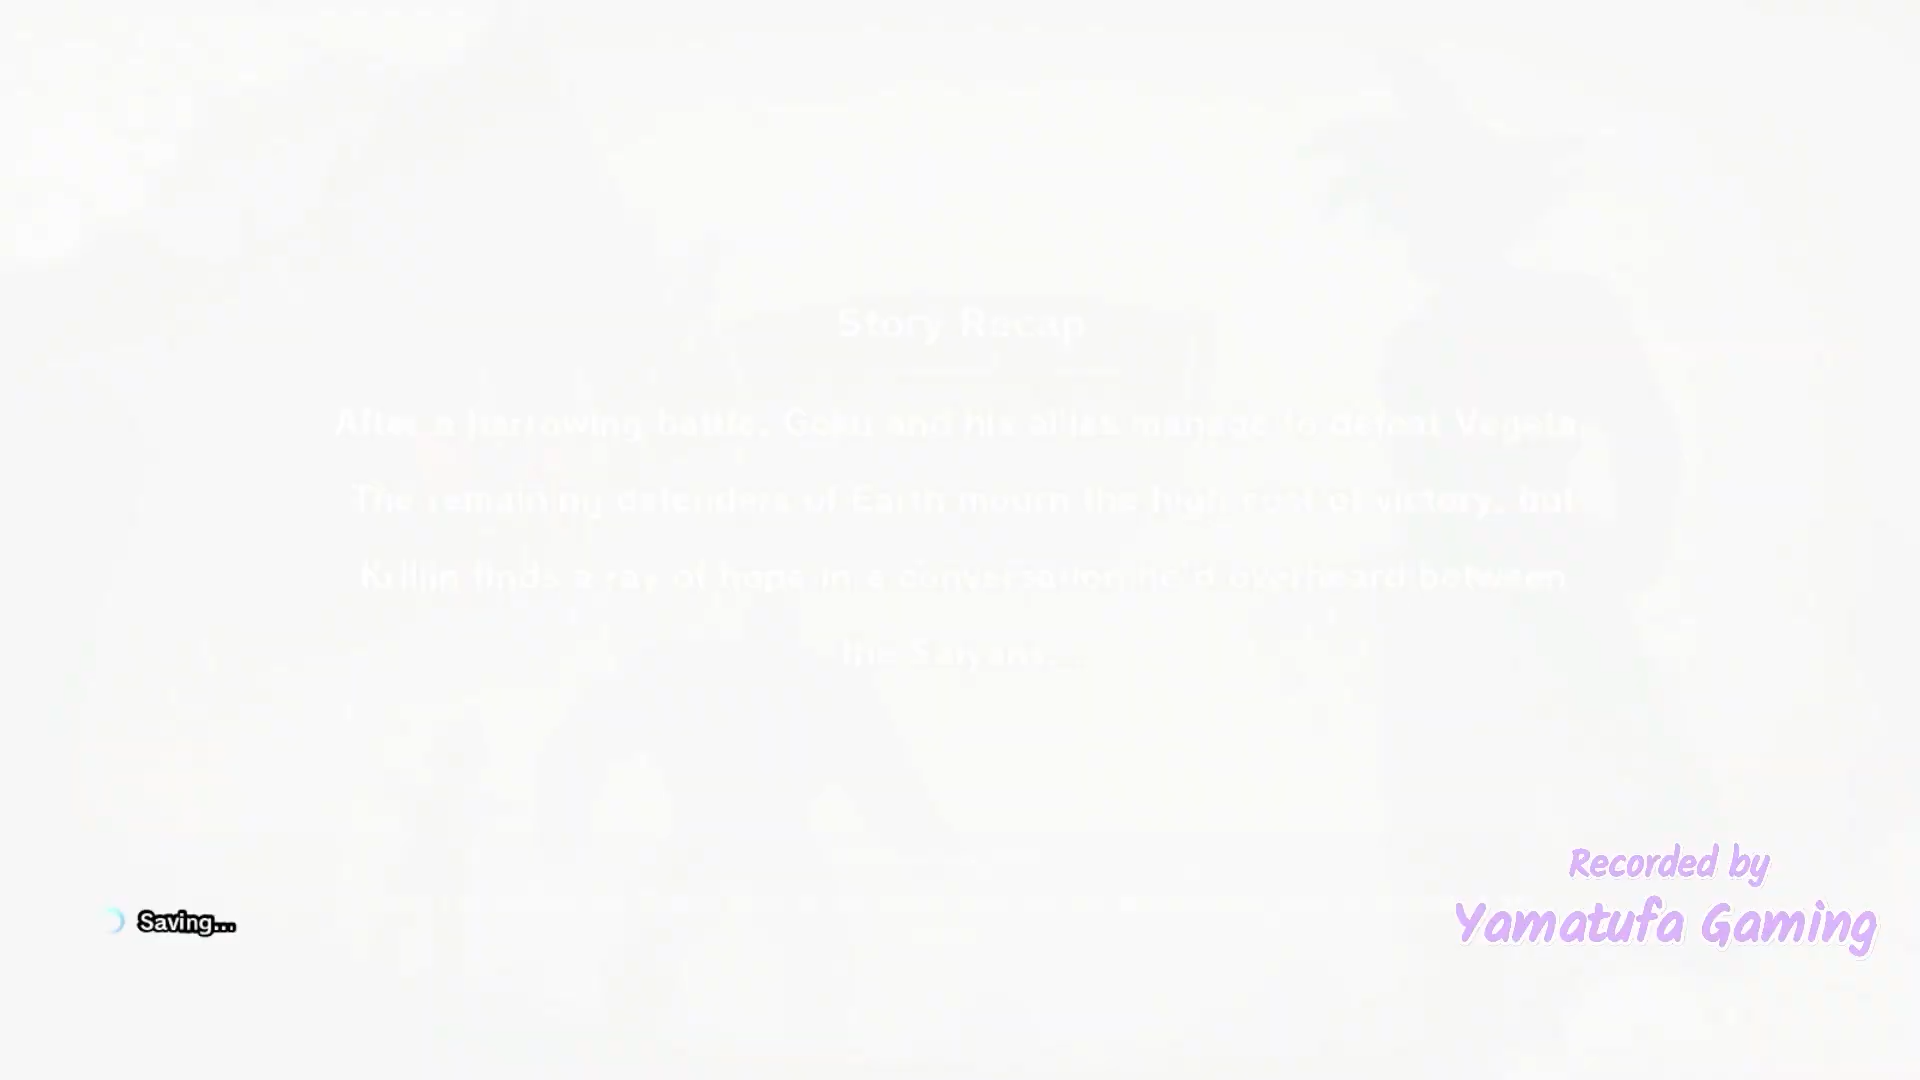 Story Recap
After a harrowing battle, Goku and his allies manage to defeat Vegeta.
The remaining defenders of Earth mourn the high cost of victory, but
Krillin finds a ray of hope in a conversation he'd overheard between
the Saiyans.
Recorded by
Saving...
Yamatufa Gaming